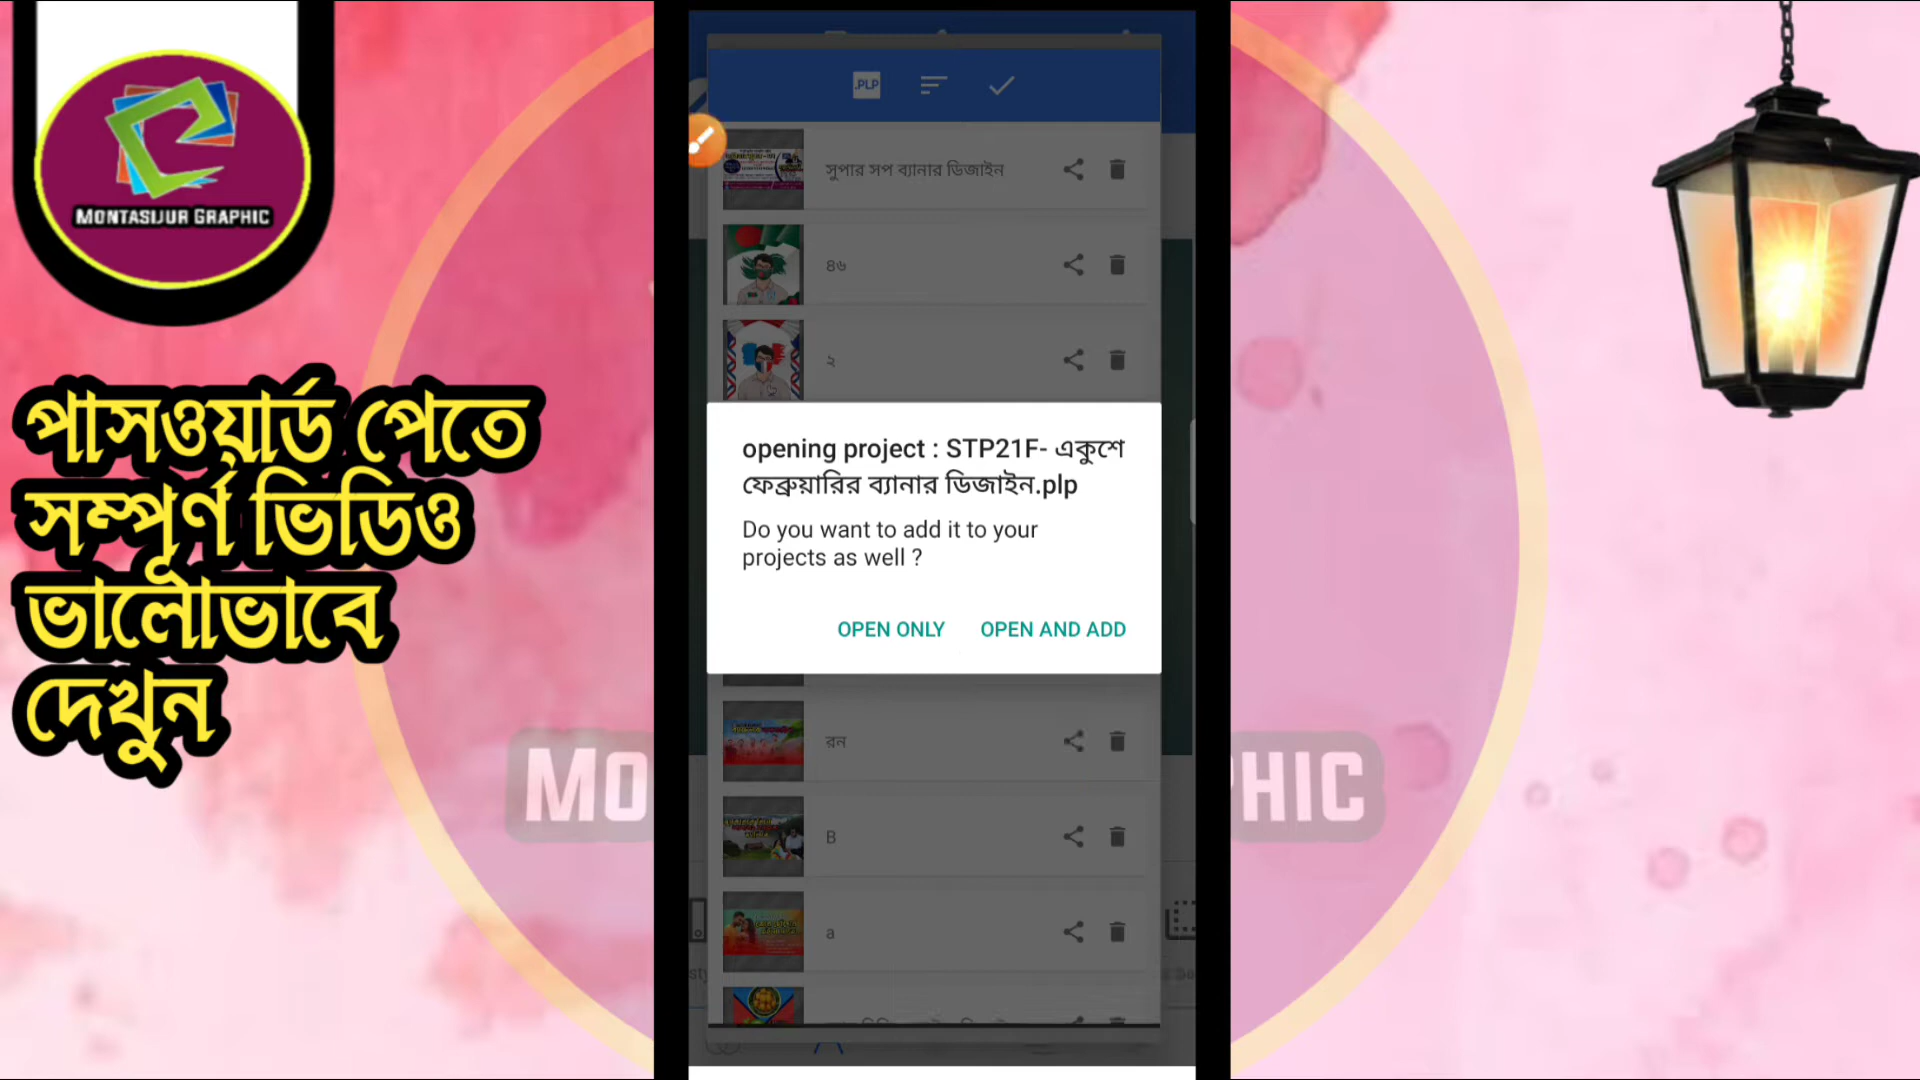 MONTASIJUR GRAPHIC
পাসওয়ার্ড পেতে
সম্পূর্ণ ভিডিও
ভালোভাবে
দেখুন
.PLP
সুপার সপ ব্যানার ডিজাইন
৪৬
২
opening project : STP21F- একুশে
ফেব্রুয়ারির ব্যানার ডিজাইন.plp
Do you want to add it to your
projects as well ?
OPEN ONLY
OPEN AND ADD
রন
B
a
MO
PHIC